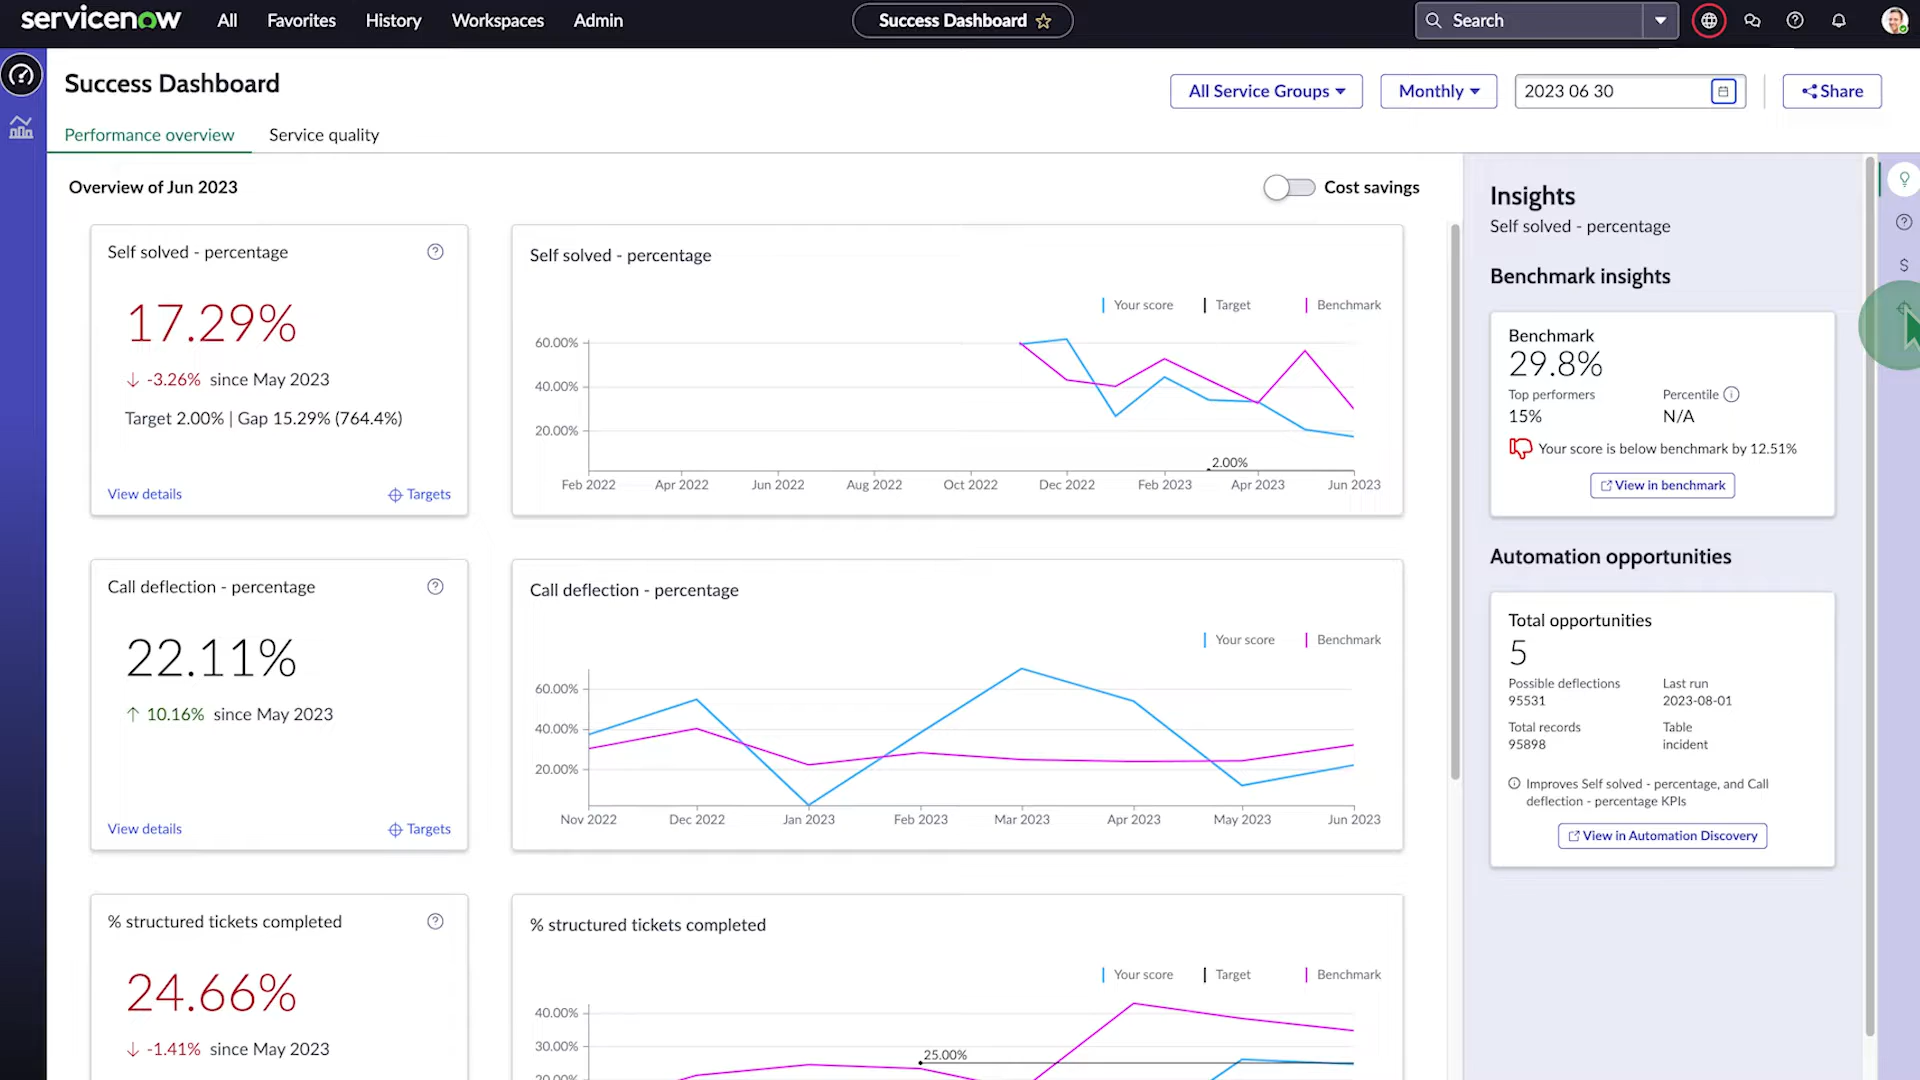 servicenow
All
Favorites
History
Workspaces
Admin
Success Dashboard
Search
Success Dashboard
All Service Groups
Monthly
2023 06 30
Share
Performance overview
Service quality
Overview of Jun 2023
Cost savings
Self solved - percentage
17.29%
-3.26% since May 2023
Target 2.00% | Gap 15.29% (764.4%)
View details
Targets
Self solved - percentage
Your score
Target
Benchmark
60.00%
40.00%
20.00%
2.00%
Feb 2022
Apr 2022
Jun 2022
Aug 2022
Oct 2022
Dec 2022
Feb 2023
Apr 2023
Jun 2023
Call deflection - percentage
22.11%
10.16% since May 2023
View details
Targets
Call deflection - percentage
Your score
Benchmark
60.00%
40.00%
20.00%
Nov 2022
Dec 2022
Jan 2023
Feb 2023
Mar 2023
Apr 2023
May 2023
Jun 2023
% structured tickets completed
24.66%
-1.41% since May 2023
% structured tickets completed
Your score
Target
Benchmark
40.00%
30.00%
20.00%
25.00%
Insights
Self solved - percentage
Benchmark insights
Benchmark
29.8%
Top performers
15%
Percentile
N/A
Your score is below benchmark by 12.51%
View in benchmark
Automation opportunities
Total opportunities
5
Possible deflections
95531
Last run
2023-08-01
Total records
95898
Table
incident
Improves Self solved - percentage, and Call
deflection - percentage KPIs
View in Automation Discovery
$